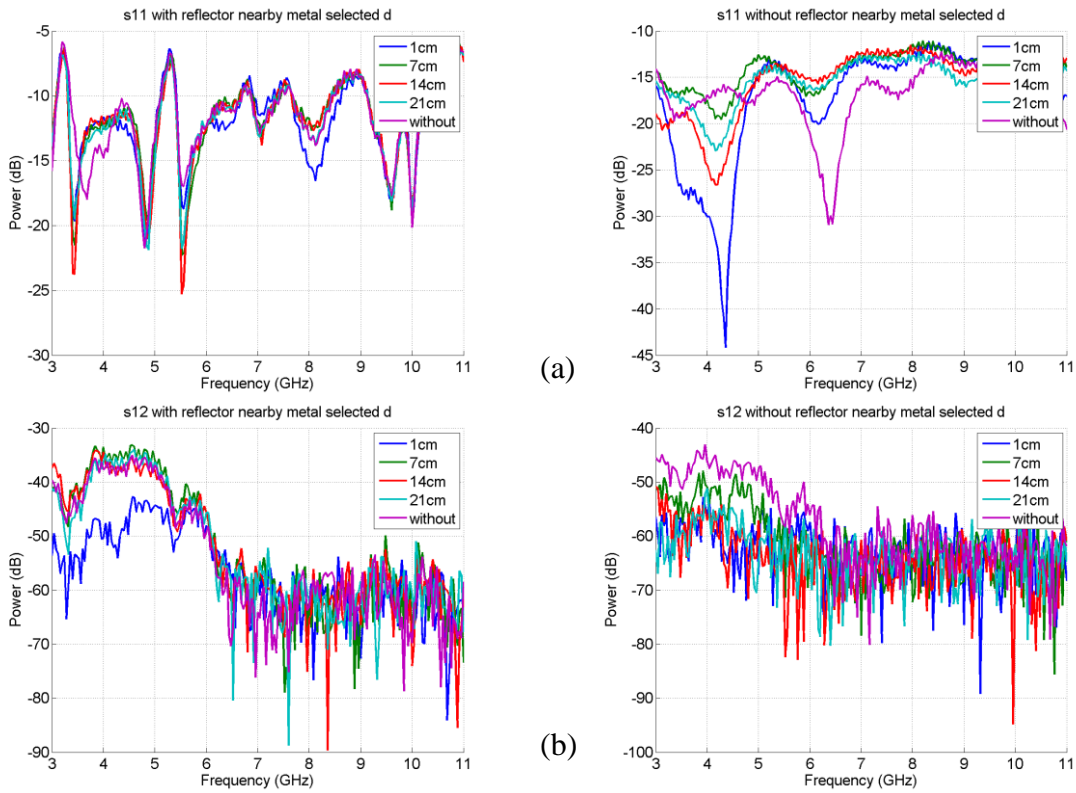 s11 with reflector nearby metal selected d
-5
-10
-15
-20
-25
-30
Power (dB)
1cm
7cm
14cm
21cm
without
3 4 5 6 7 8 9 10 11
Frequency (GHz)
s11 without reflector nearby metal selected d
-10
-15
-20
-25
-30
-35
-40
-45
Power (dB)
1cm
7cm
14cm
21cm
without
3 4 5 6 7 8 9 10 11
Frequency (GHz)
(a)
s12 with reflector nearby metal selected d
-30
-40
-50
-60
-70
-80
-90
Power (dB)
1cm
7cm
14cm
21cm
without
3 4 5 6 7 8 9 10 11
Frequency (GHz)
s12 without reflector nearby metal selected d
-40
-50
-60
-70
-80
-90
-100
Power (dB)
1cm
7cm
14cm
21cm
without
3 4 5 6 7 8 9 10 11
Frequency (GHz)
(b)